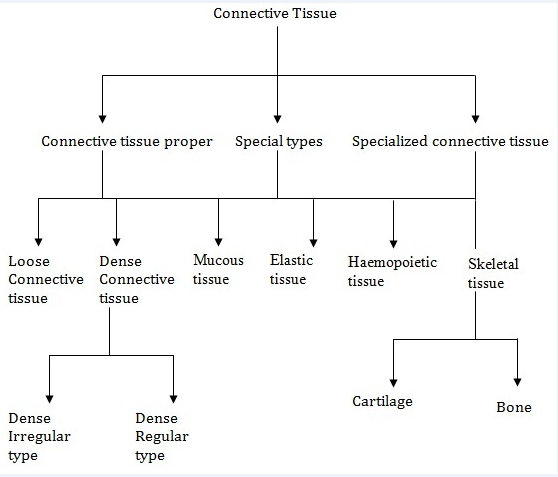 Connective Tissue
Connective tissue proper
Special types
Specialized connective tissue
Loose
Connective
tissue
Dense
Connective
tissue
Mucous
tissue
Elastic
tissue
Haemopoietic
tissue
Skeletal
tissue
Dense
Irregular
type
Dense
Regular
type
Cartilage
Bone